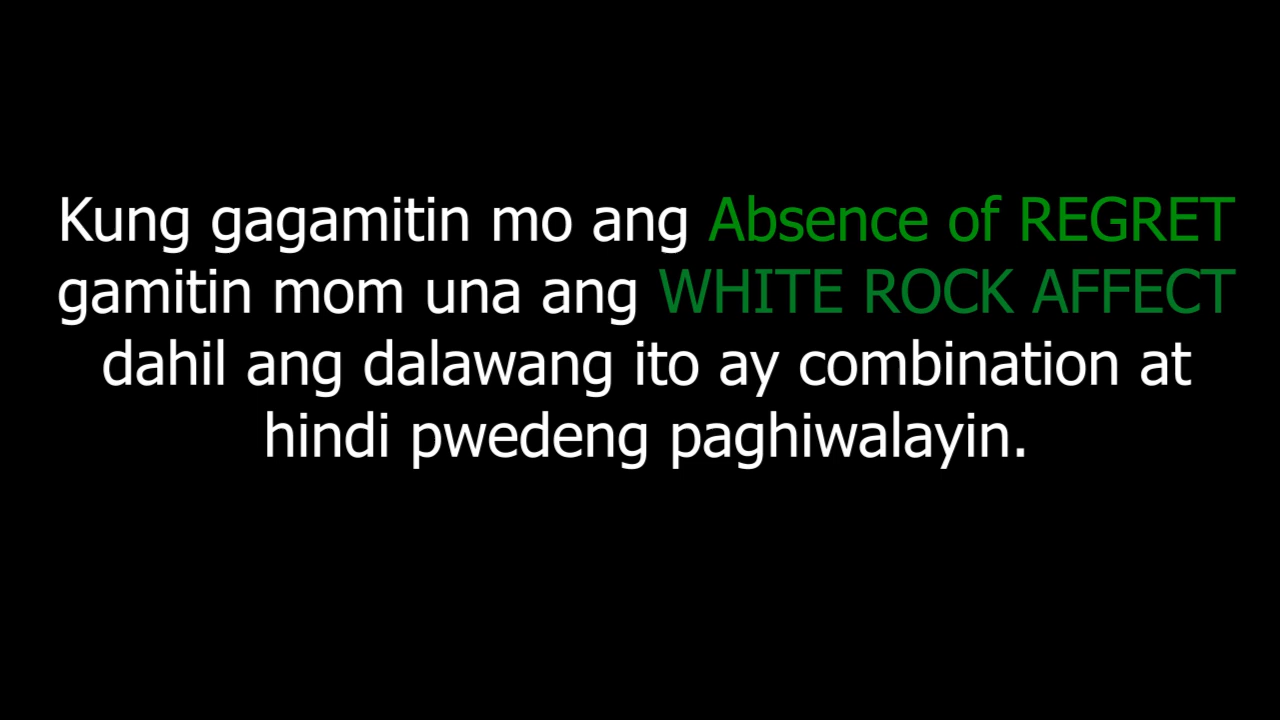 Kung gagamitin mo ang Absence of REGRET
gamitin mom una ang WHITE ROCK AFFECT
dahil ang dalawang ito ay combination at
hindi pwedeng paghiwalayin.